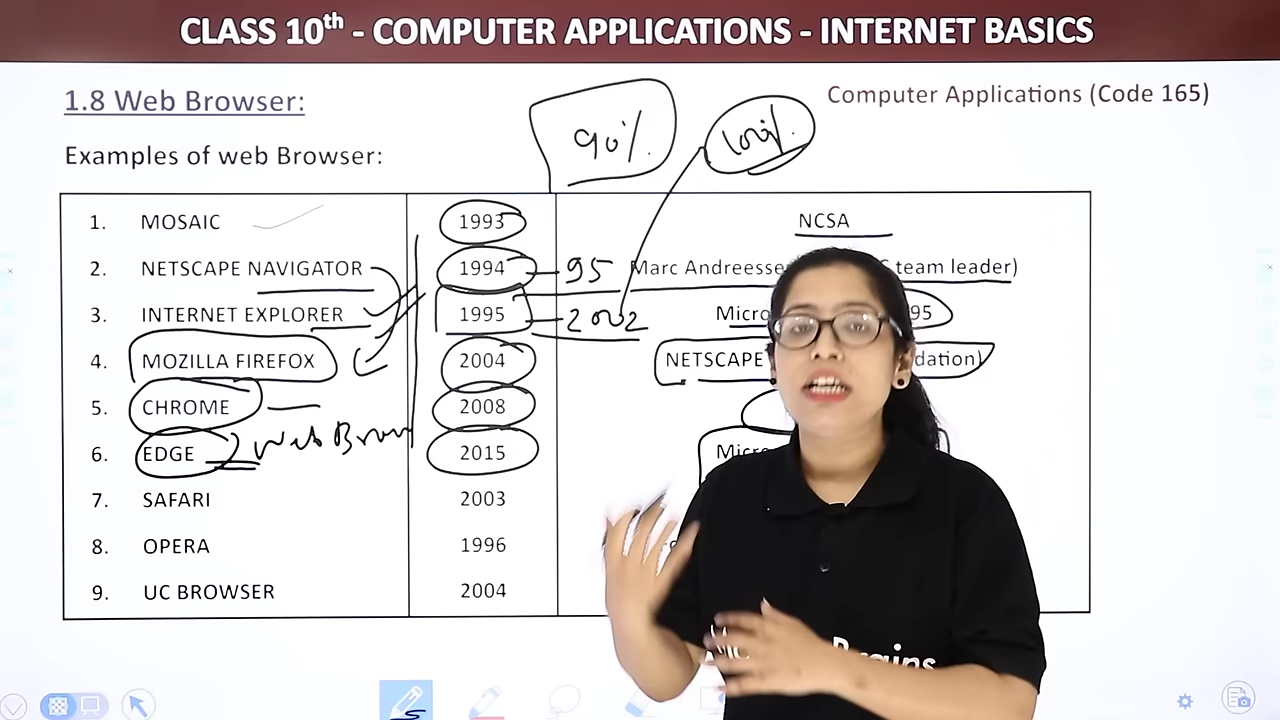 CLASS 10th - COMPUTER APPLICATIONS - INTERNET BASICS
1.8 Web Browser:
Computer Applications (Code 165)
90%
100%
Examples of web Browser:
1. MOSAIC 1993 NCSA
2. NETSCAPE NAVIGATOR 1994 95 Marc Andreesse team leader)
3. INTERNET EXPLORER 1995 2002 Micro 95
4. MOZILLA FIREFOX 2004 NETSCAPE dation)
5. CHROME 2008
6. EDGE Web Brow 2015 Micro
7. SAFARI 2003
8. OPERA 1996
9. UC BROWSER 2004
Brains